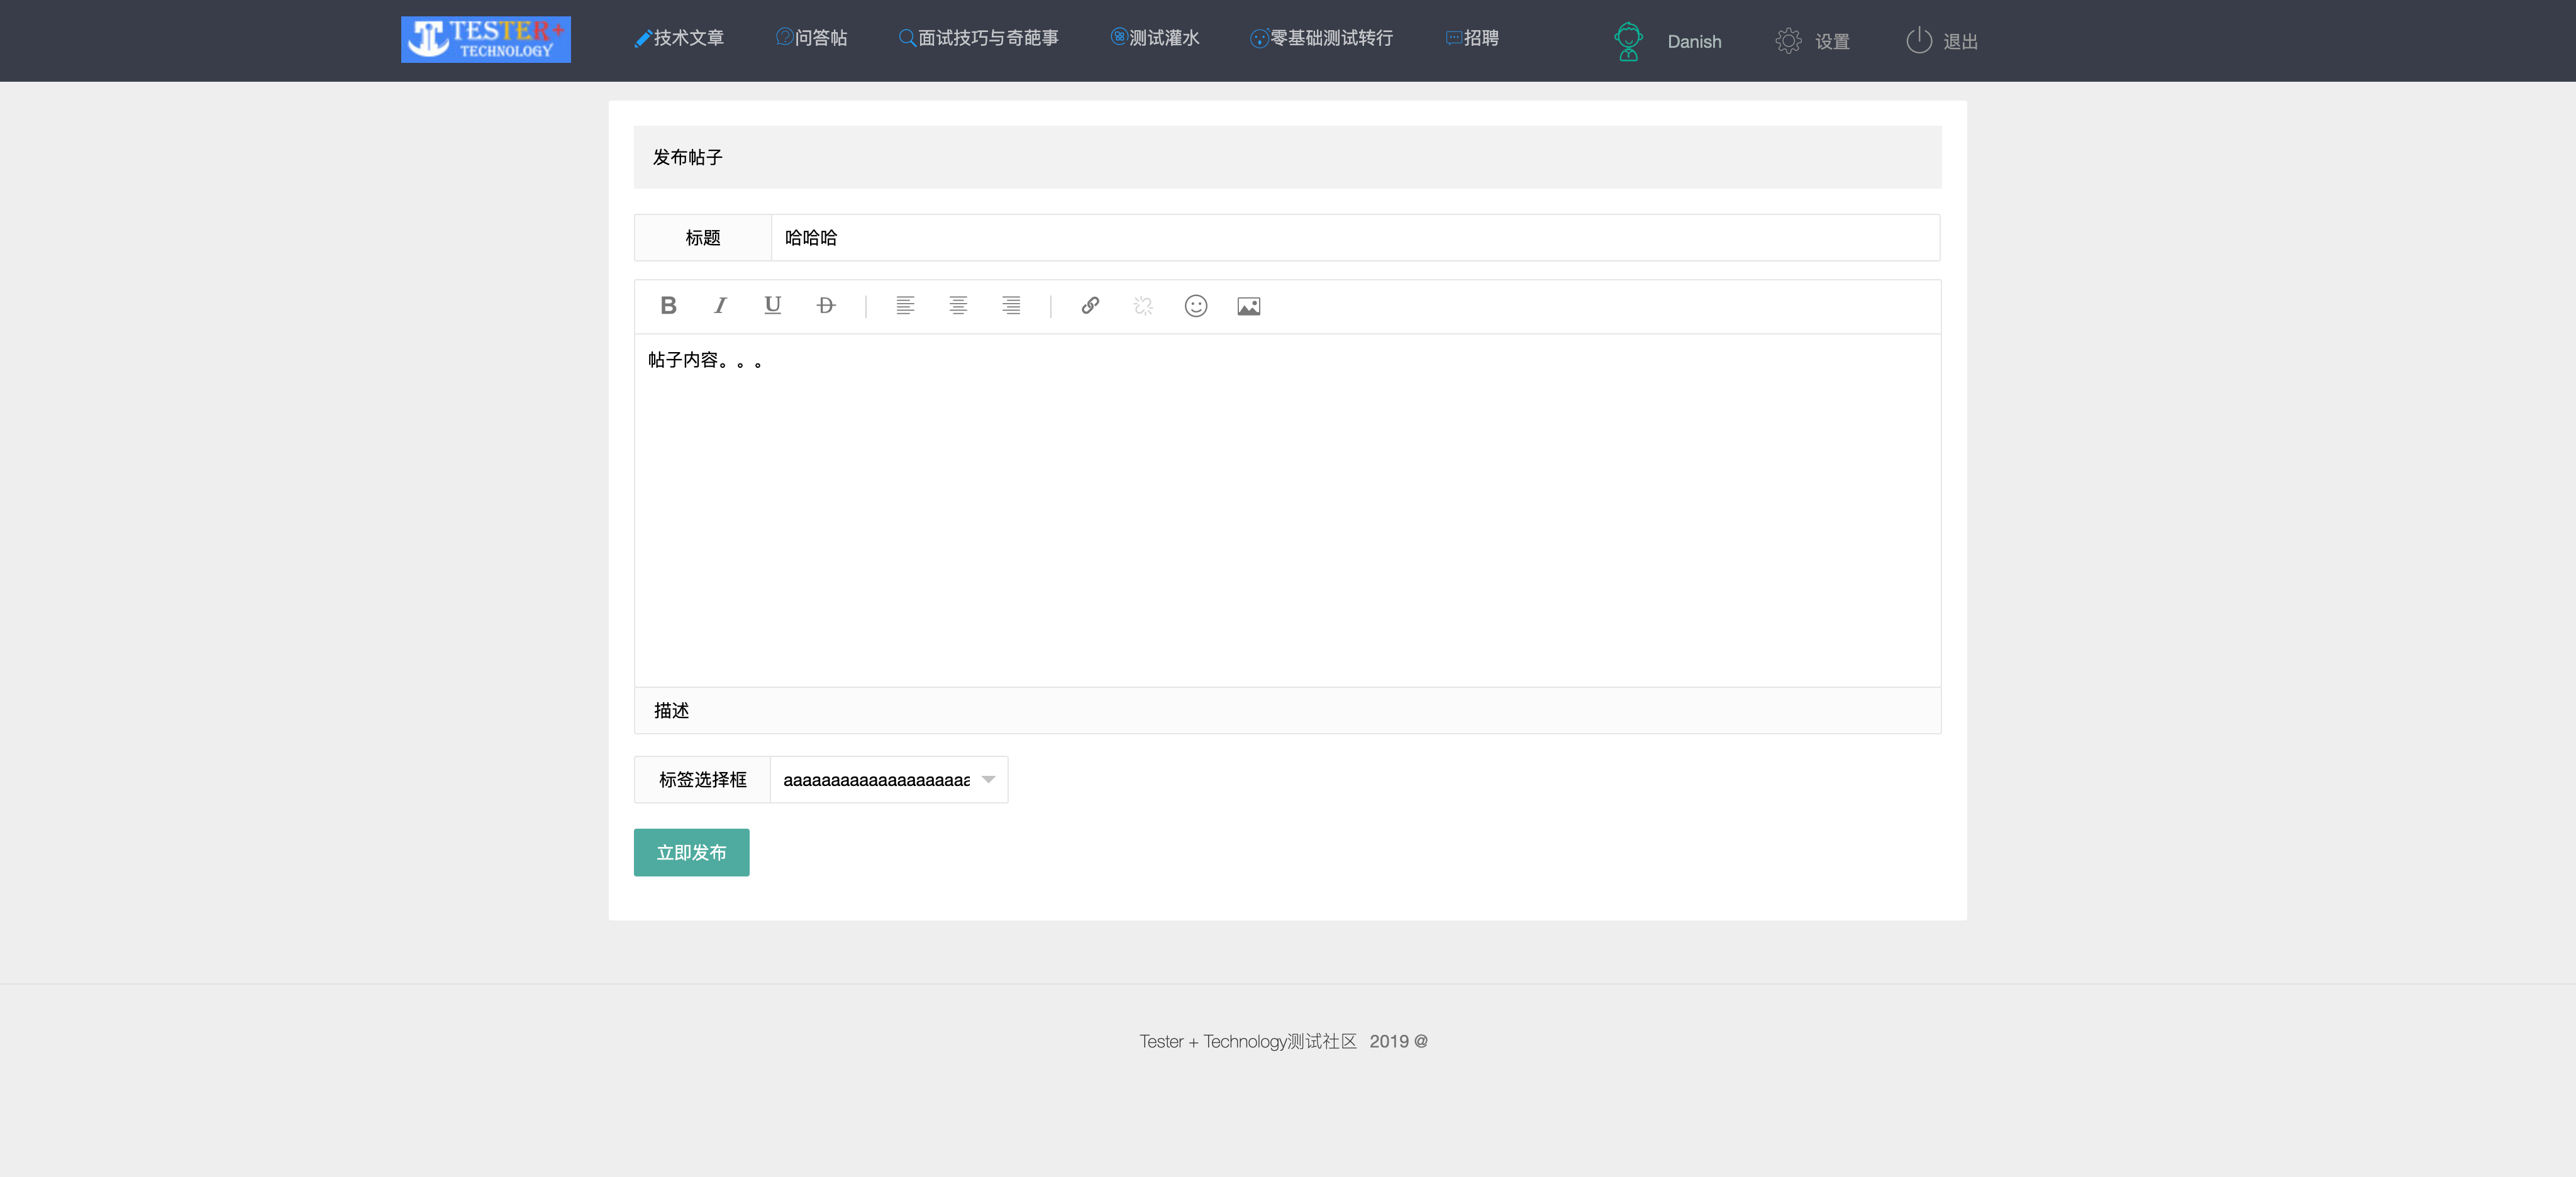 TESTER+
TECHNOLOGY
技术文章 问答帖 面试技巧与奇葩事 测试灌水 零基础测试转行 招聘 Danish 设置 退出
发布帖子
标题 哈哈哈
B I U D
帖子内容。。。
描述
标签选择框 aaaaaaaaaaaaaaaaaaaa
立即发布
Tester + Technology测试社区 2019 @